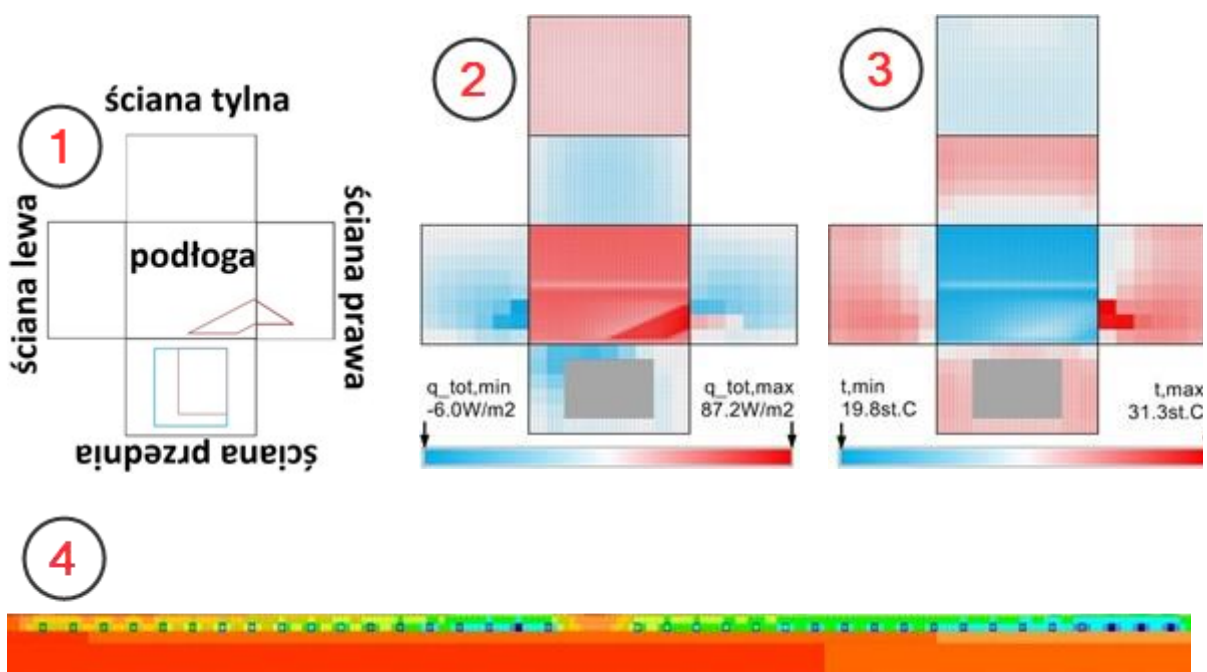 1
ściana tylna
ściana lewa
podłoga
ściana prawa
ściana przednia
2
q_tot,min
-6.0W/m2
q_tot,max
87.2W/m2
3
t,min
19.8st.C
t,max
31.3st.C
4